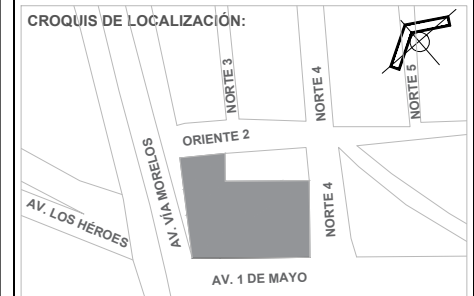 CROQUIS DE LOCALIZACIÓN:
NORTE 3
NORTE 4
NORTE 5
ORIENTE 2
AV. VÍA MORELOS
AV. LOS HÉROES
NORTE 4
AV. 1 DE MAYO